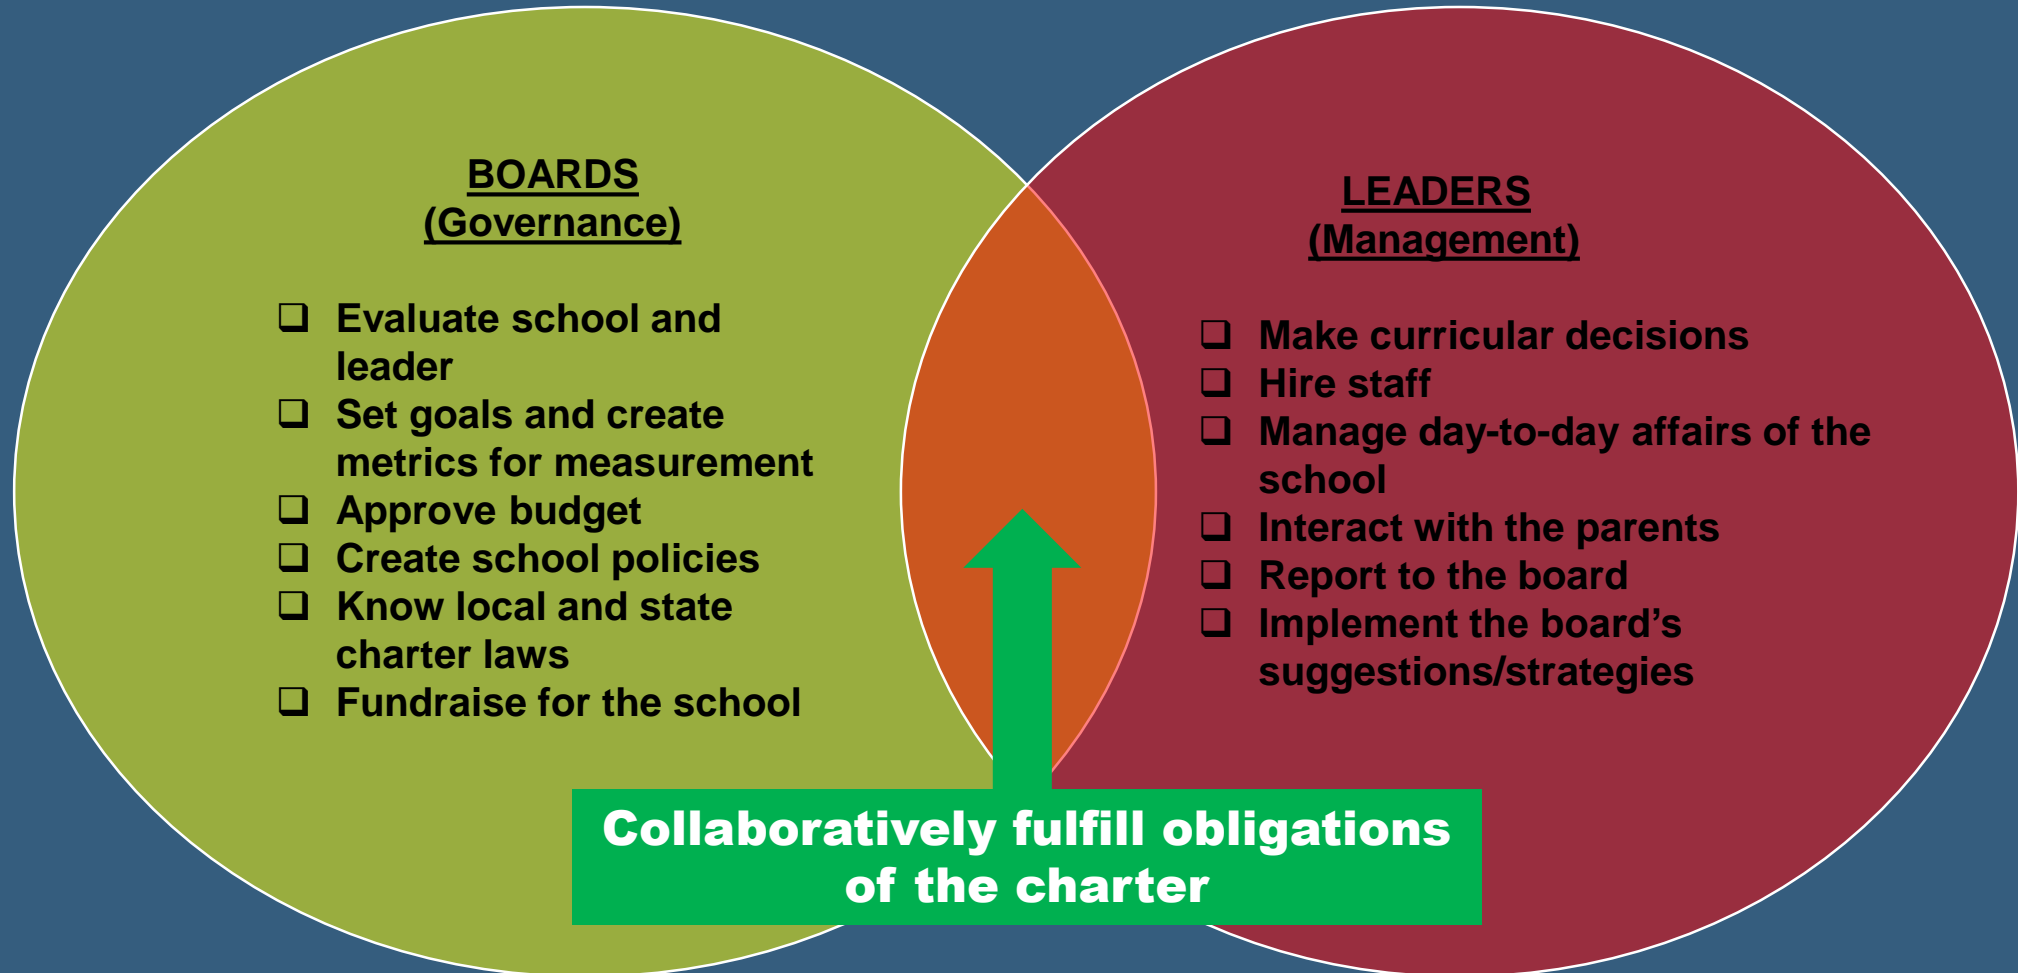 BOARDS
(Governance)
❑ Evaluate school and
leader
❑ Set goals and create
metrics for measurement
❑ Approve budget
❑ Create school policies
❑ Know local and state
charter laws
❑ Fundraise for the school
LEADERS
(Management)
❑ Make curricular decisions
❑ Hire staff
❑ Manage day-to-day affairs of the
school
❑ Interact with the parents
❑ Report to the board
❑ Implement the board’s
suggestions/strategies
Collaboratively fulfill obligations
of the charter